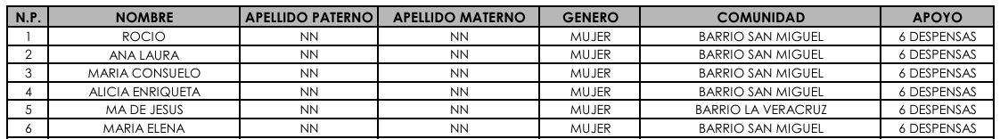 N.P. NOMBRE APELLIDO PATERNO APELLIDO MATERNO GENERO COMUNIDAD APOYO
1 ROCIO NN NN MUJER BARRIO SAN MIGUEL 6 DESPENSAS
2 ANA LAURA NN NN MUJER BARRIO SAN MIGUEL 6 DESPENSAS
3 MARIA CONSUELO NN NN MUJER BARRIO SAN MIGUEL 6 DESPENSAS
4 ALICIA ENRIQUETA NN NN MUJER BARRIO SAN MIGUEL 6 DESPENSAS
5 MA DE JESUS NN NN MUJER BARRIO LA VERACRUZ 6 DESPENSAS
6 MARIA ELENA NN NN MUJER BARRIO SAN MIGUEL 6 DESPENSAS